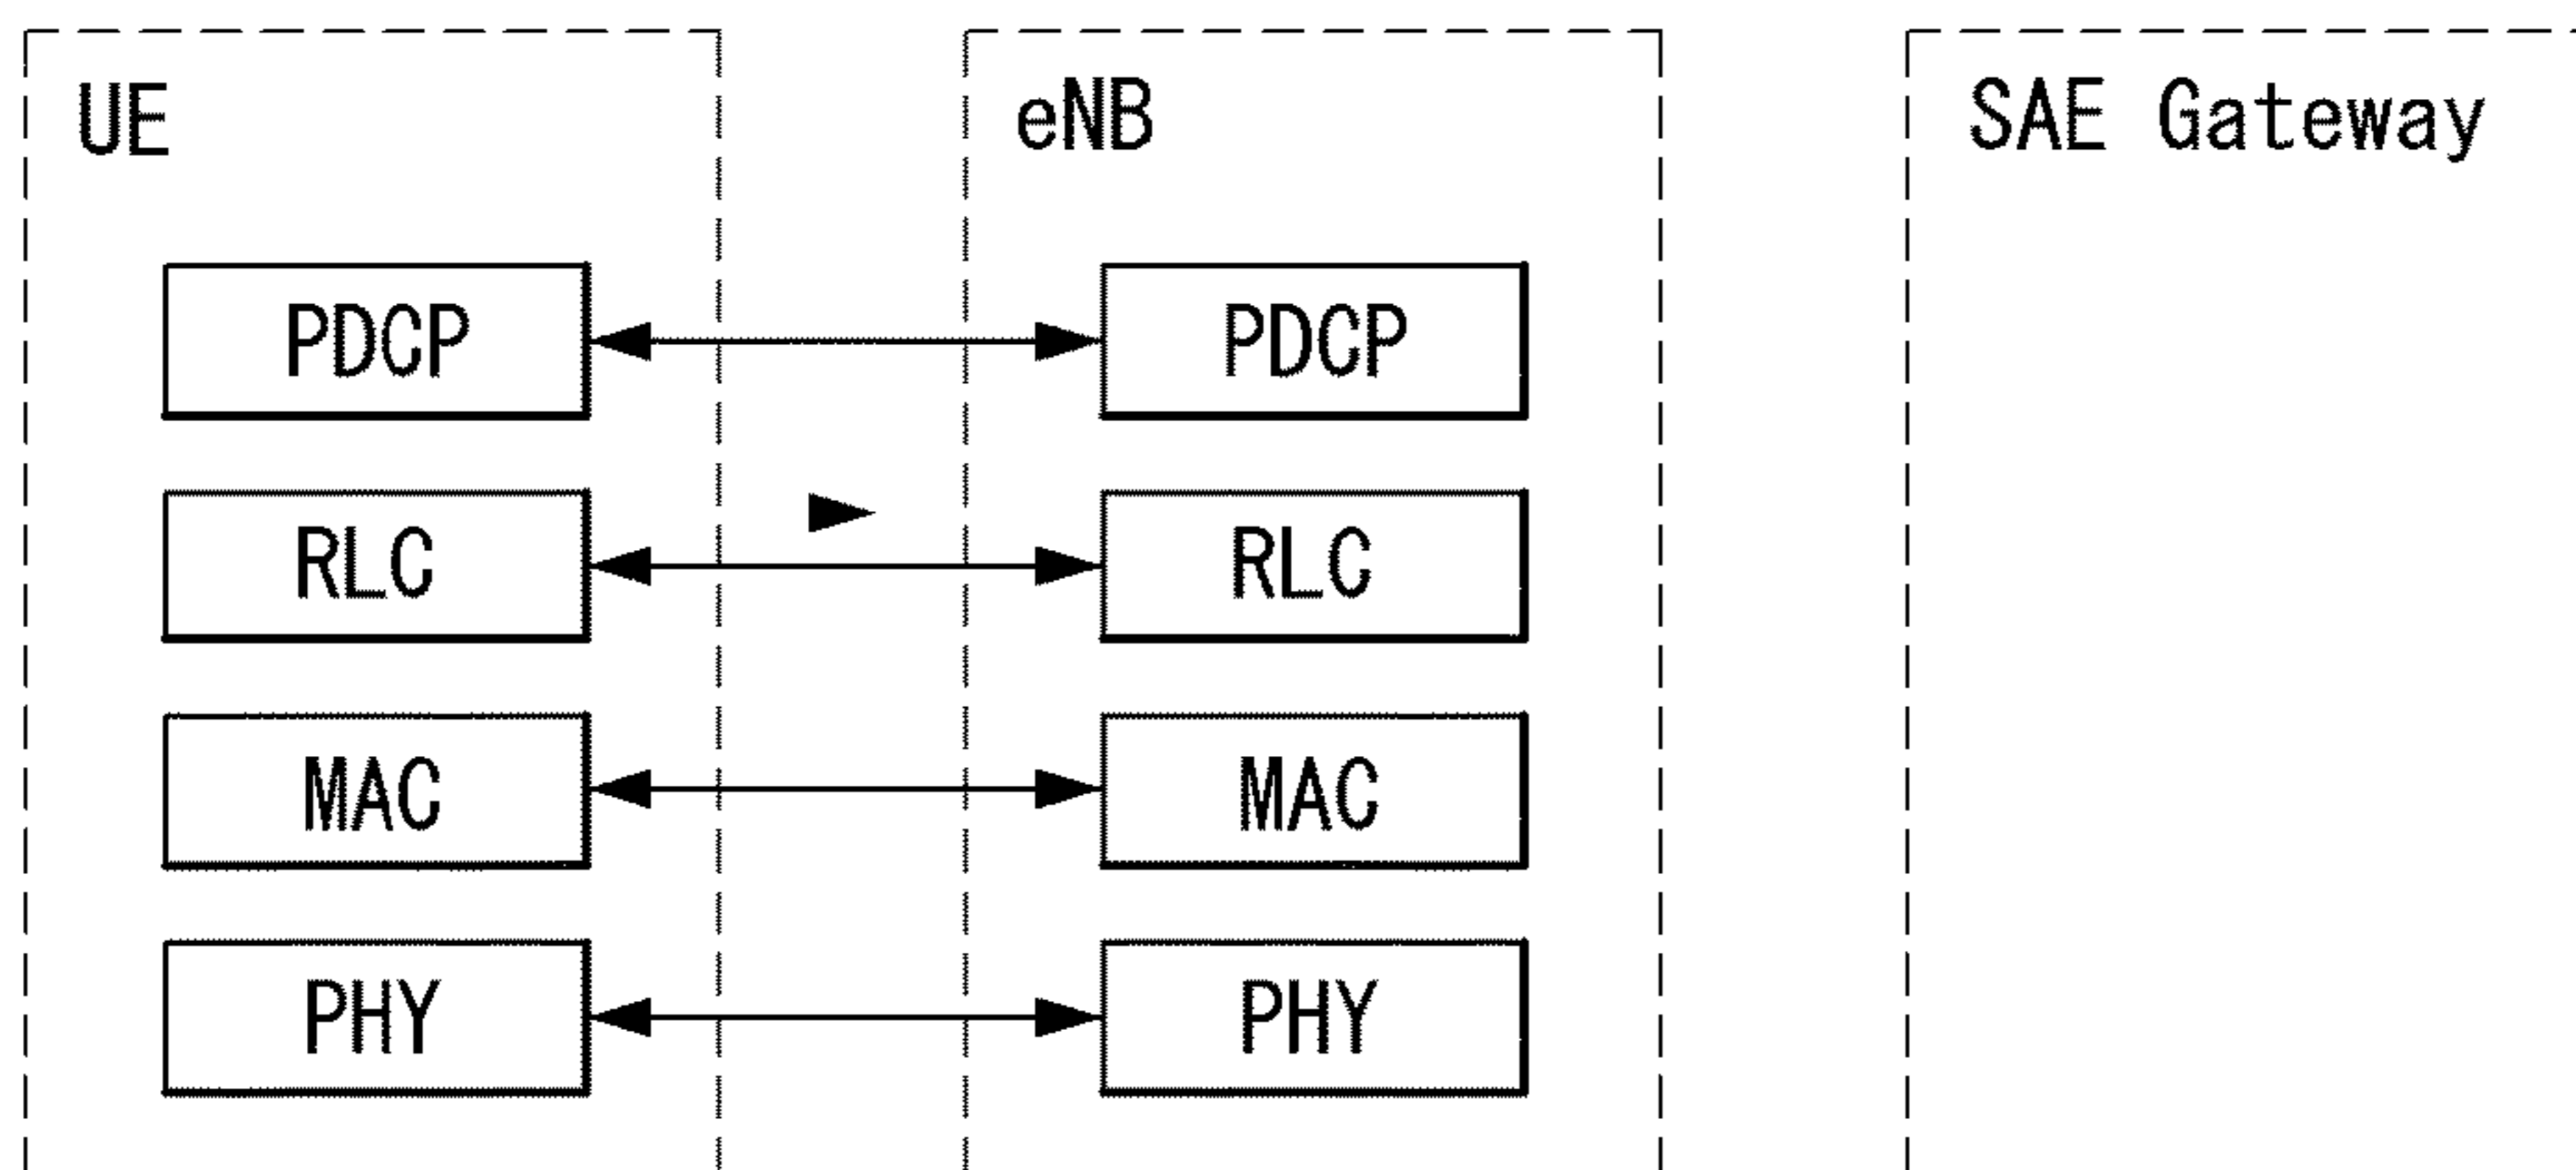 UE
eNB
SAE Gateway
PDCP
PDCP
RLC
RLC
MAC
MAC
PHY
PHY